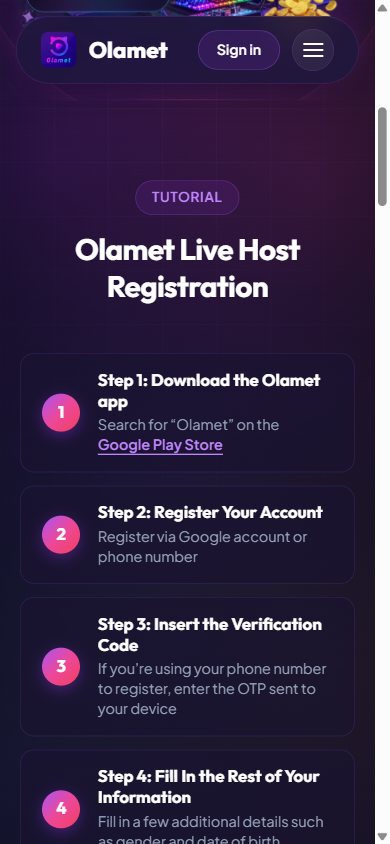 Olamet
Olamet
Sign in
TUTORIAL
Olamet Live Host
Registration
1
Step 1: Download the Olamet
app
Search for “Olamet” on the
Google Play Store
2
Step 2: Register Your Account
Register via Google account or
phone number
3
Step 3: Insert the Verification
Code
If you’re using your phone number
to register, enter the OTP sent to
your device
4
Step 4: Fill In the Rest of Your
Information
Fill in a few additional details such
as gender and date of birth